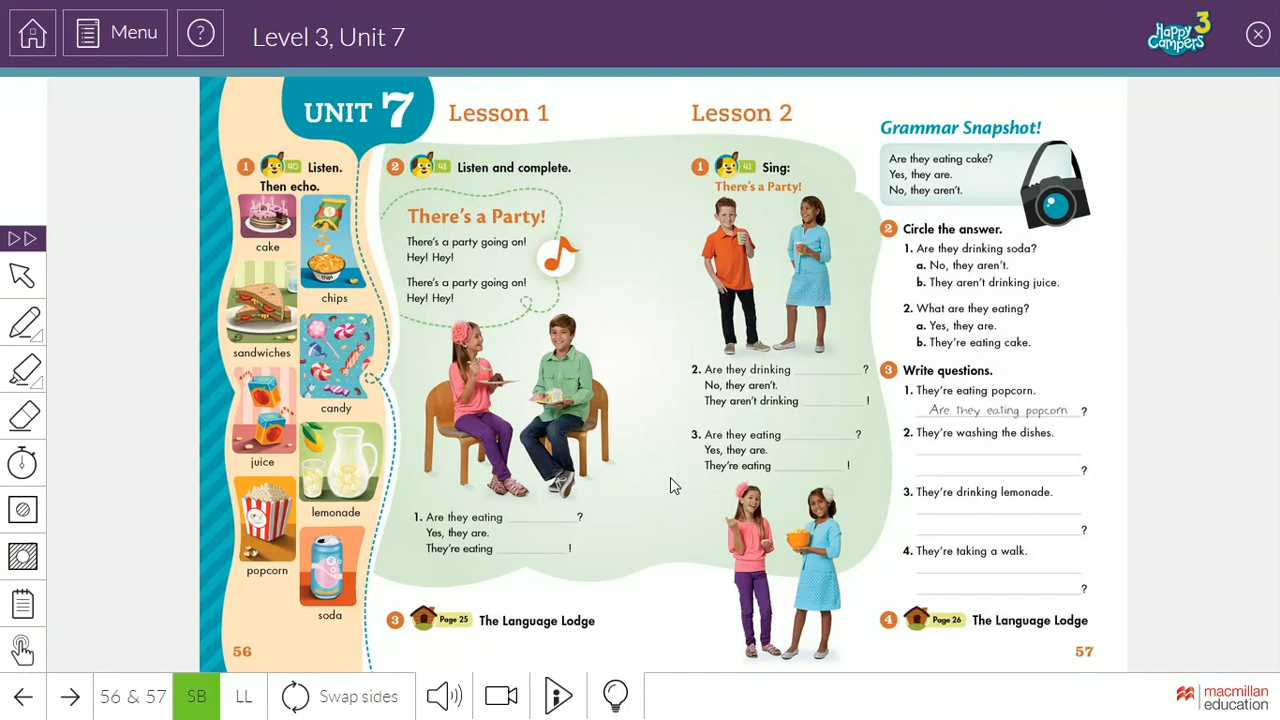 Menu
?
Level 3, Unit 7
Happy Campers 3
UNIT 7
Lesson 1
1 40 Listen.
Then echo.
cake
chips
chips
sandwiches
candy
juice
lemonade
popcorn
soda
56
2 41 Listen and complete.
There's a Party!
There's a party going on!
Hey! Hey!
There's a party going on!
Hey! Hey!
1. Are they eating ____________?
Yes, they are.
They're eating ____________!
3 Page 25 The Language Lodge
Lesson 2
1 41 Sing:
There's a Party!
2. Are they drinking ____________?
No, they aren't.
They aren't drinking ____________!
3. Are they eating ____________?
Yes, they are.
They're eating ____________!
Grammar Snapshot!
Are they eating cake?
Yes, they are.
No, they aren't.
2 Circle the answer.
1. Are they drinking soda?
a. No, they aren't.
b. They aren't drinking juice.
2. What are they eating?
a. Yes, they are.
b. They're eating cake.
3 Write questions.
1. They're eating popcorn.
Are they eating popcorn ?
2. They're washing the dishes.
?
3. They're drinking lemonade.
?
4. They're taking a walk.
?
4 Page 26 The Language Lodge
57
56 & 57
SB
LL
Swap sides
macmillan
education